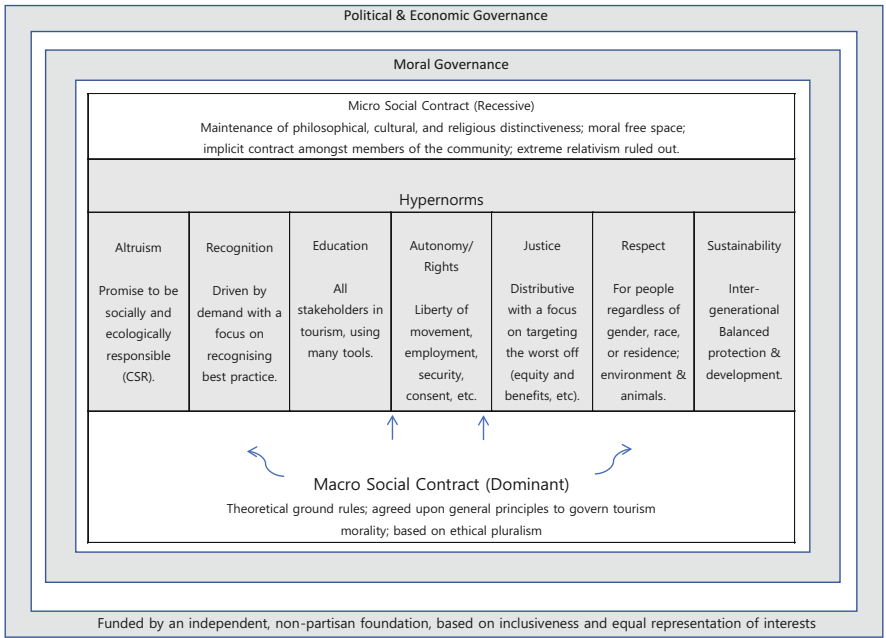 Political & Economic Governance
Moral Governance
Micro Social Contract (Recessive)
Maintenance of philosophical, cultural, and religious distinctiveness; moral free space;
implicit contract amongst members of the community; extreme relativism ruled out.
Hypernorms
Altruism
Promise to be
socially and
ecologically
responsible
(CSR).
Recognition
Driven by
demand with a
focus on
recognising
best practice.
Education
All
stakeholders in
tourism, using
many tools.
Autonomy/
Rights
Liberty of
movement,
employment,
security,
consent, etc.
Justice
Distributive
with a focus
on targeting
the worst off
(equity and
benefits, etc).
Respect
For people
regardless of
gender, race,
or residence;
environment &
animals.
Sustainability
Inter-
generational
Balanced
protection &
development.
Macro Social Contract (Dominant)
Theoretical ground rules; agreed upon general principles to govern tourism
morality; based on ethical pluralism
Funded by an independent, non-partisan foundation, based on inclusiveness and equal representation of interests